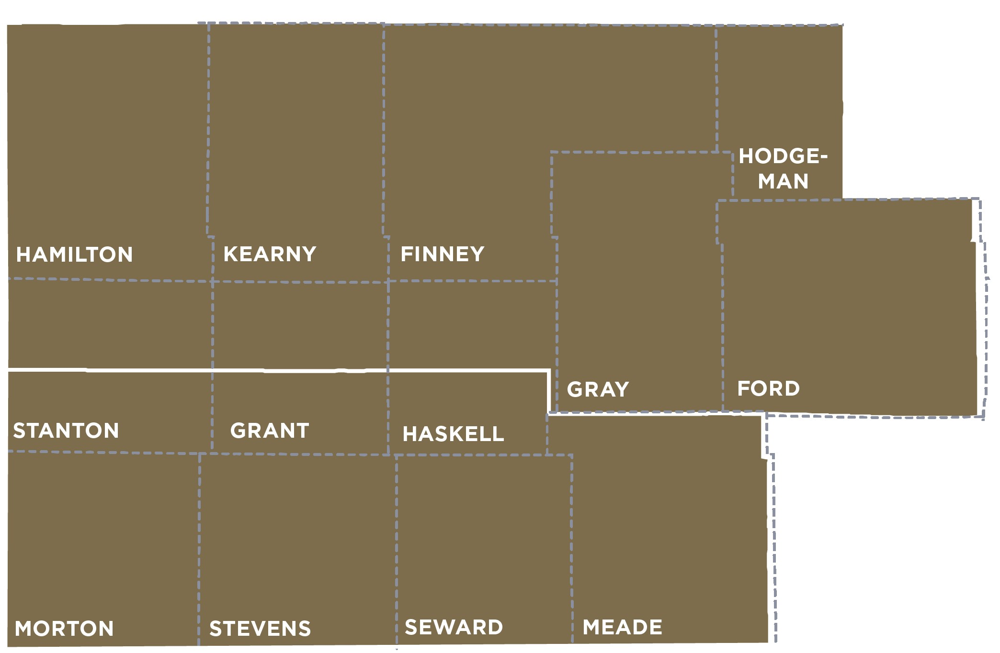 HODGE-
MAN
HAMILTON
KEARNY
FINNEY
GRAY
FORD
STANTON
GRANT
HASKELL
MORTON
STEVENS
SEWARD
MEADE